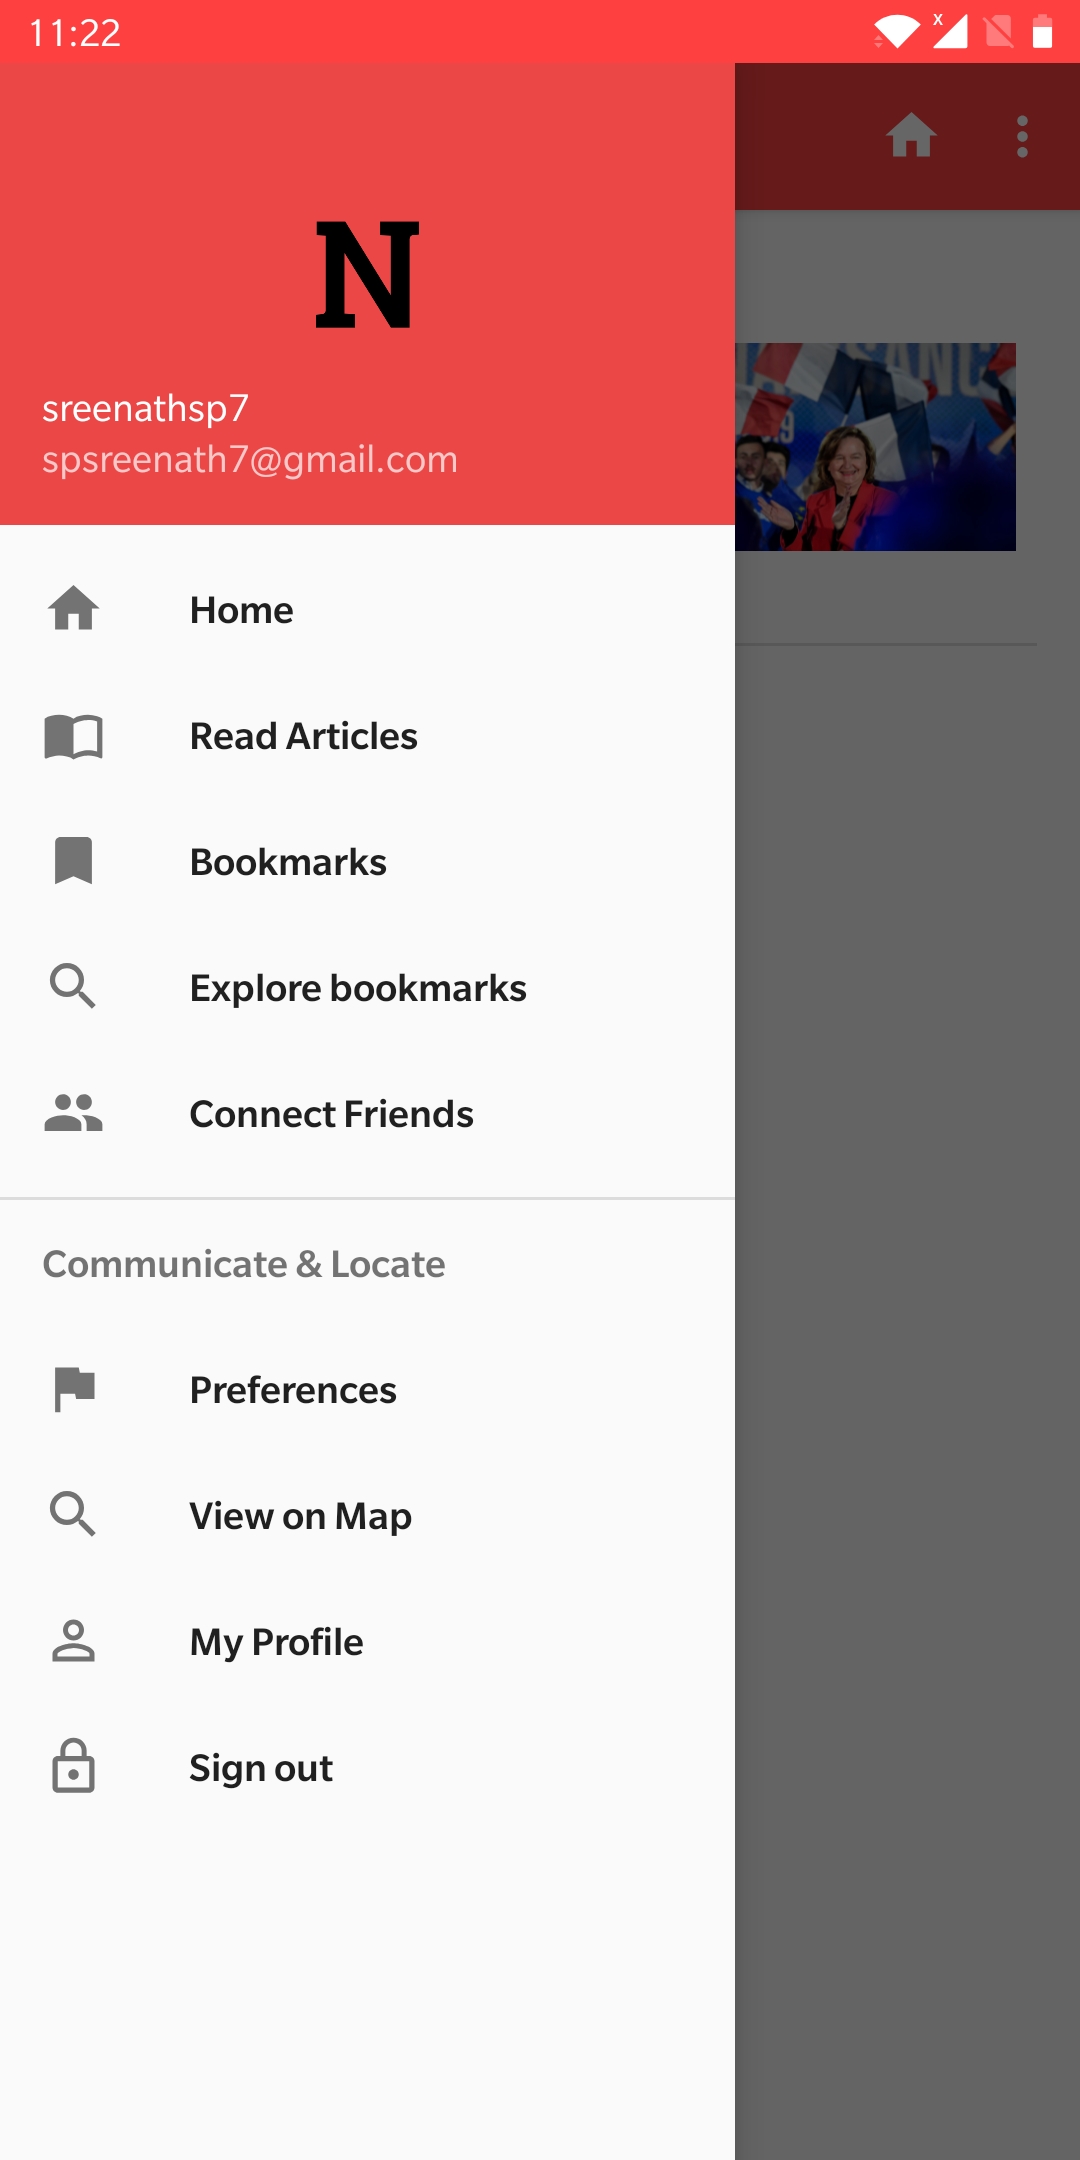 11:22
N
sreenathsp7
spsreenath7@gmail.com
Home
Read Articles
Bookmarks
Explore bookmarks
Connect Friends
Communicate & Locate
Preferences
View on Map
My Profile
Sign out